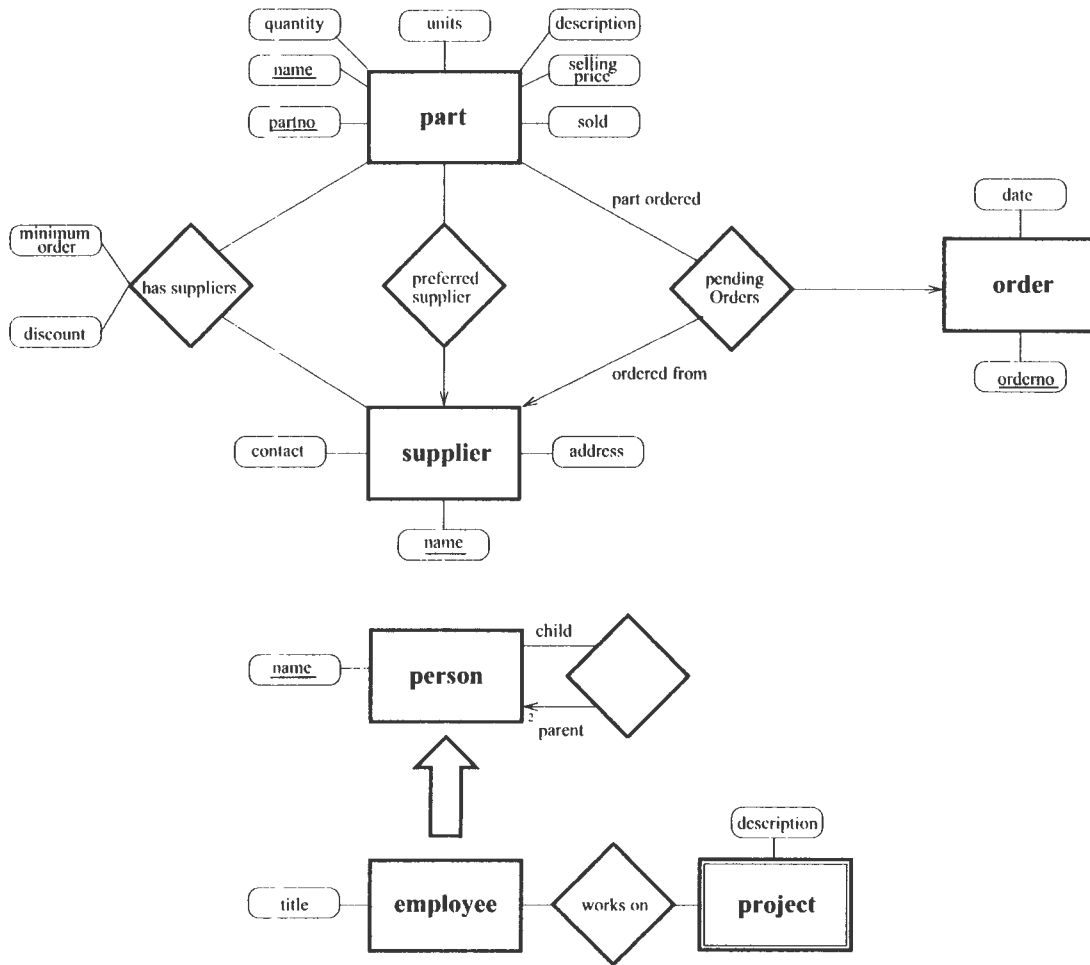 quantity
units
description
name
selling
price
part
partno
sold
part ordered
date
minimum
order
has suppliers
preferred
supplier
pending
Orders
order
discount
ordered from
orderno
contact
supplier
address
name
child
name
person
2
parent
description
title
employee
works on
project